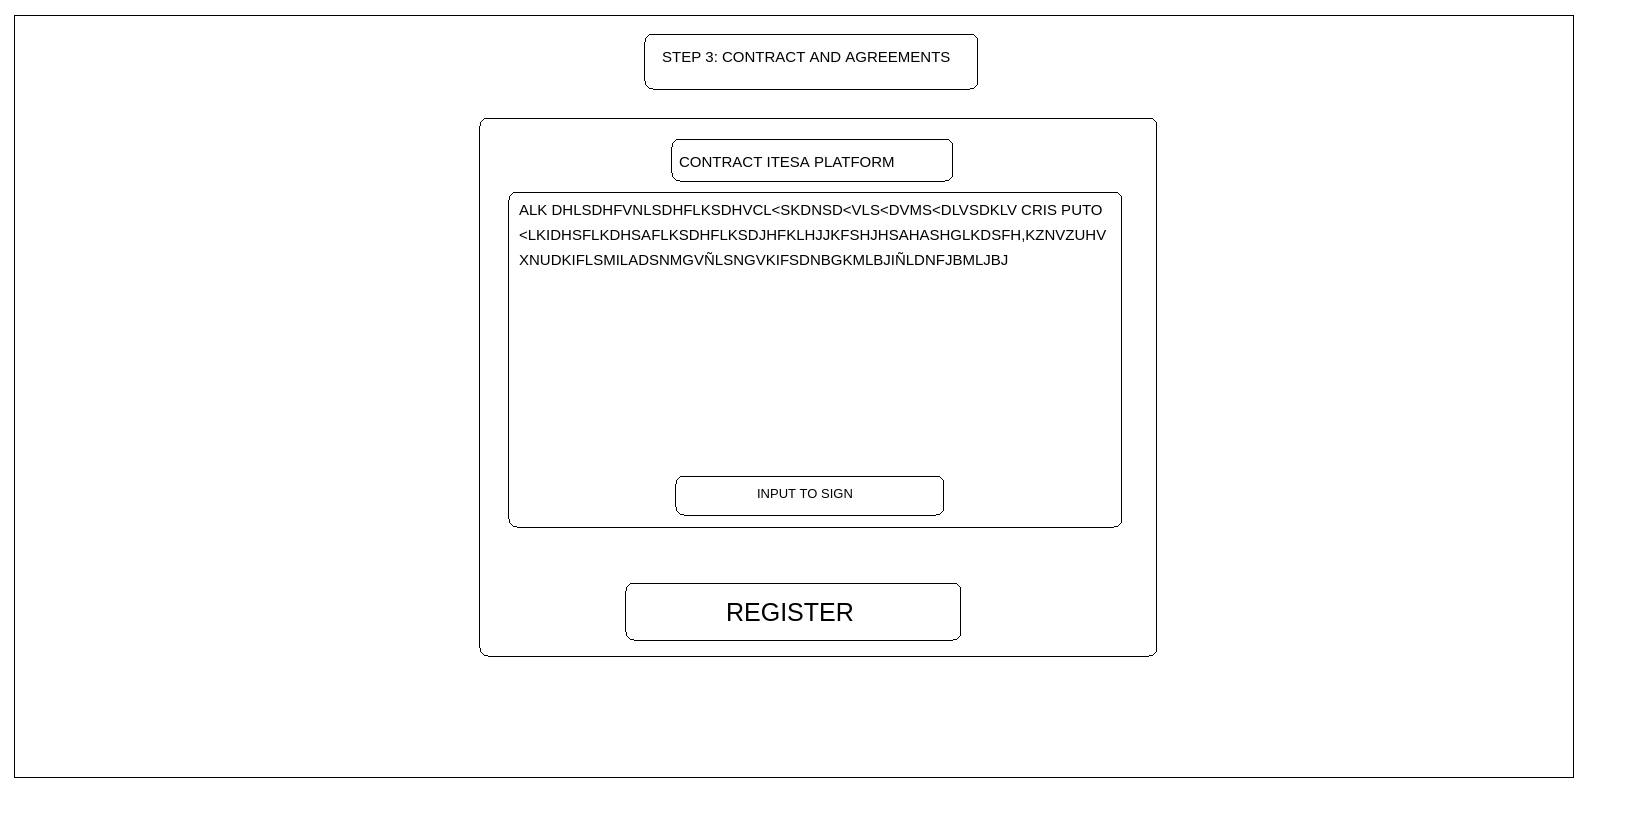 STEP 3: CONTRACT AND AGREEMENTS
CONTRACT ITESA PLATFORM
ALK DHLSDHFVNLSDHFLKSDHVCL<SKDNSD<VLS<DVMS<DLVSDKLV CRIS PUTO
<LKIDHSFLKDHSAFLKSDHFLKSDJHFKLHJJKFSHJHSAHASHGLKDSFH,KZNVZUHV
XNUDKIFLSMILADSNMGVÑLSNGVKIFSDNBGKMLBJIÑLDNFJBMLJBJ
INPUT TO SIGN
REGISTER